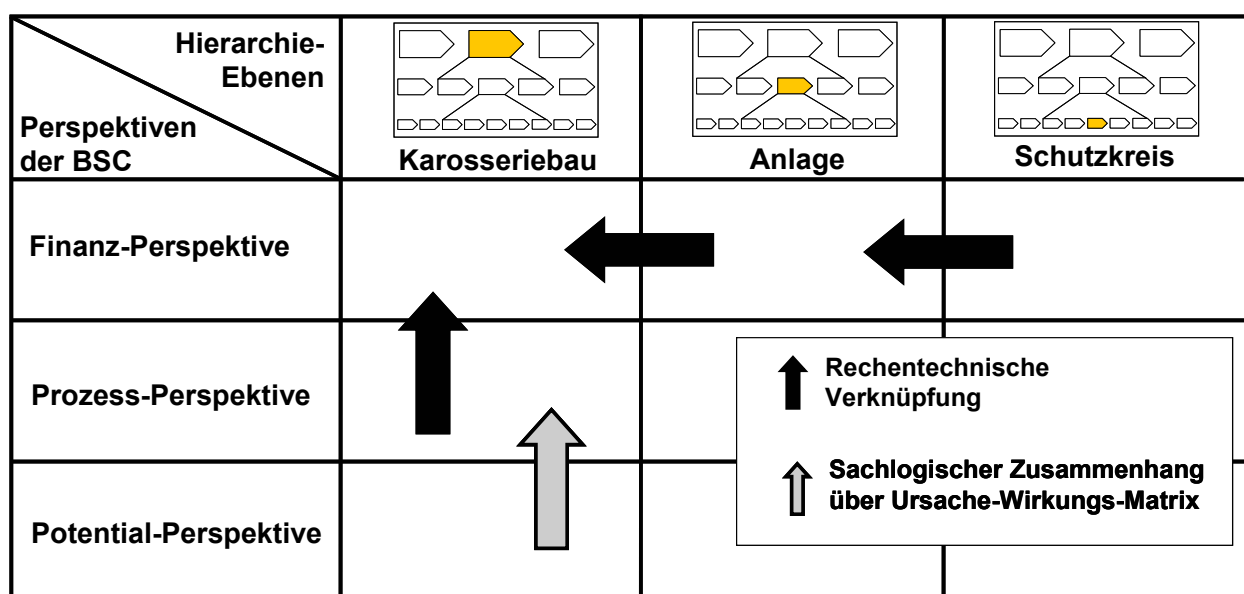 Hierarchie-
Ebenen
Perspektiven
der BSC
Karosseriebau
Anlage
Schutzkreis
Finanz-Perspektive
Prozess-Perspektive
Rechentechnische
Verknüpfung
Sachlogischer Zusammenhang
über Ursache-Wirkungs-Matrix
Potential-Perspektive